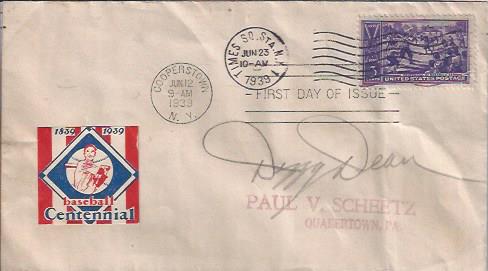 TIMES SQ. STA. N.Y.
JUN 23
10-AM
1939
COOPERSTOWN
JUN 12
9-AM
1939
N. Y.
FIRST DAY OF ISSUE
UNITED STATES POSTAGE
1839 1939
baseball
Centennial
Dizzy Dean
PAUL V. SCHEETZ
QUAKERTOWN, PA.